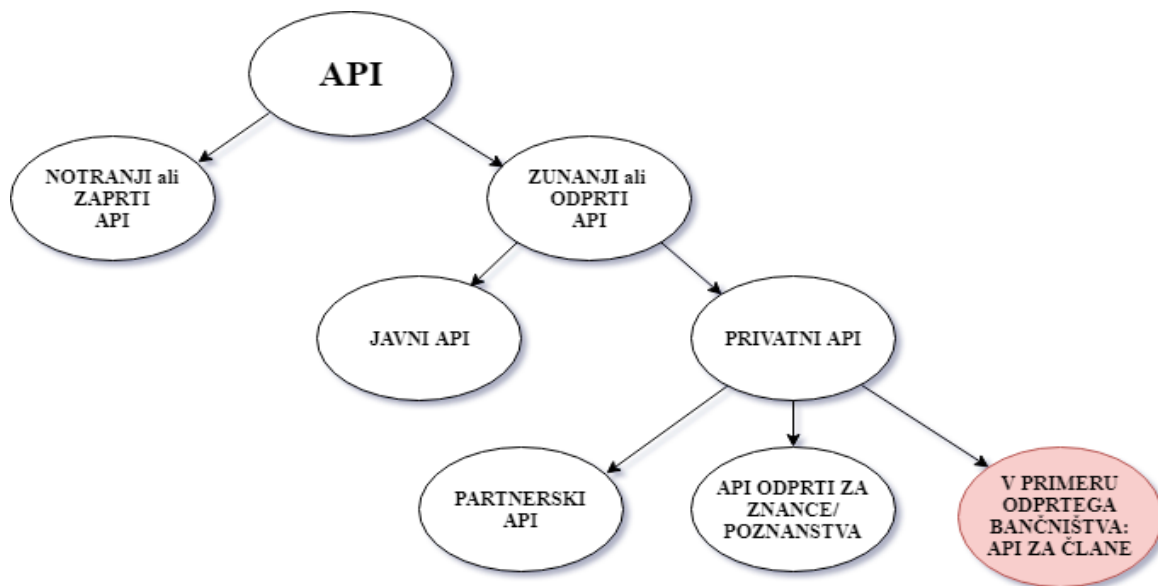 API
NOTRANJI ali
ZAPRTI
API
ZUNANJI ali
ODPRTI
API
JAVNI API
PRIVATNI API
PARTNERSKI
API
API ODPRTI ZA
ZNANCE/
POZNANSTVA
V PRIMERU
ODPRTEGA
BANČNIŠTVA:
API ZA ČLANE